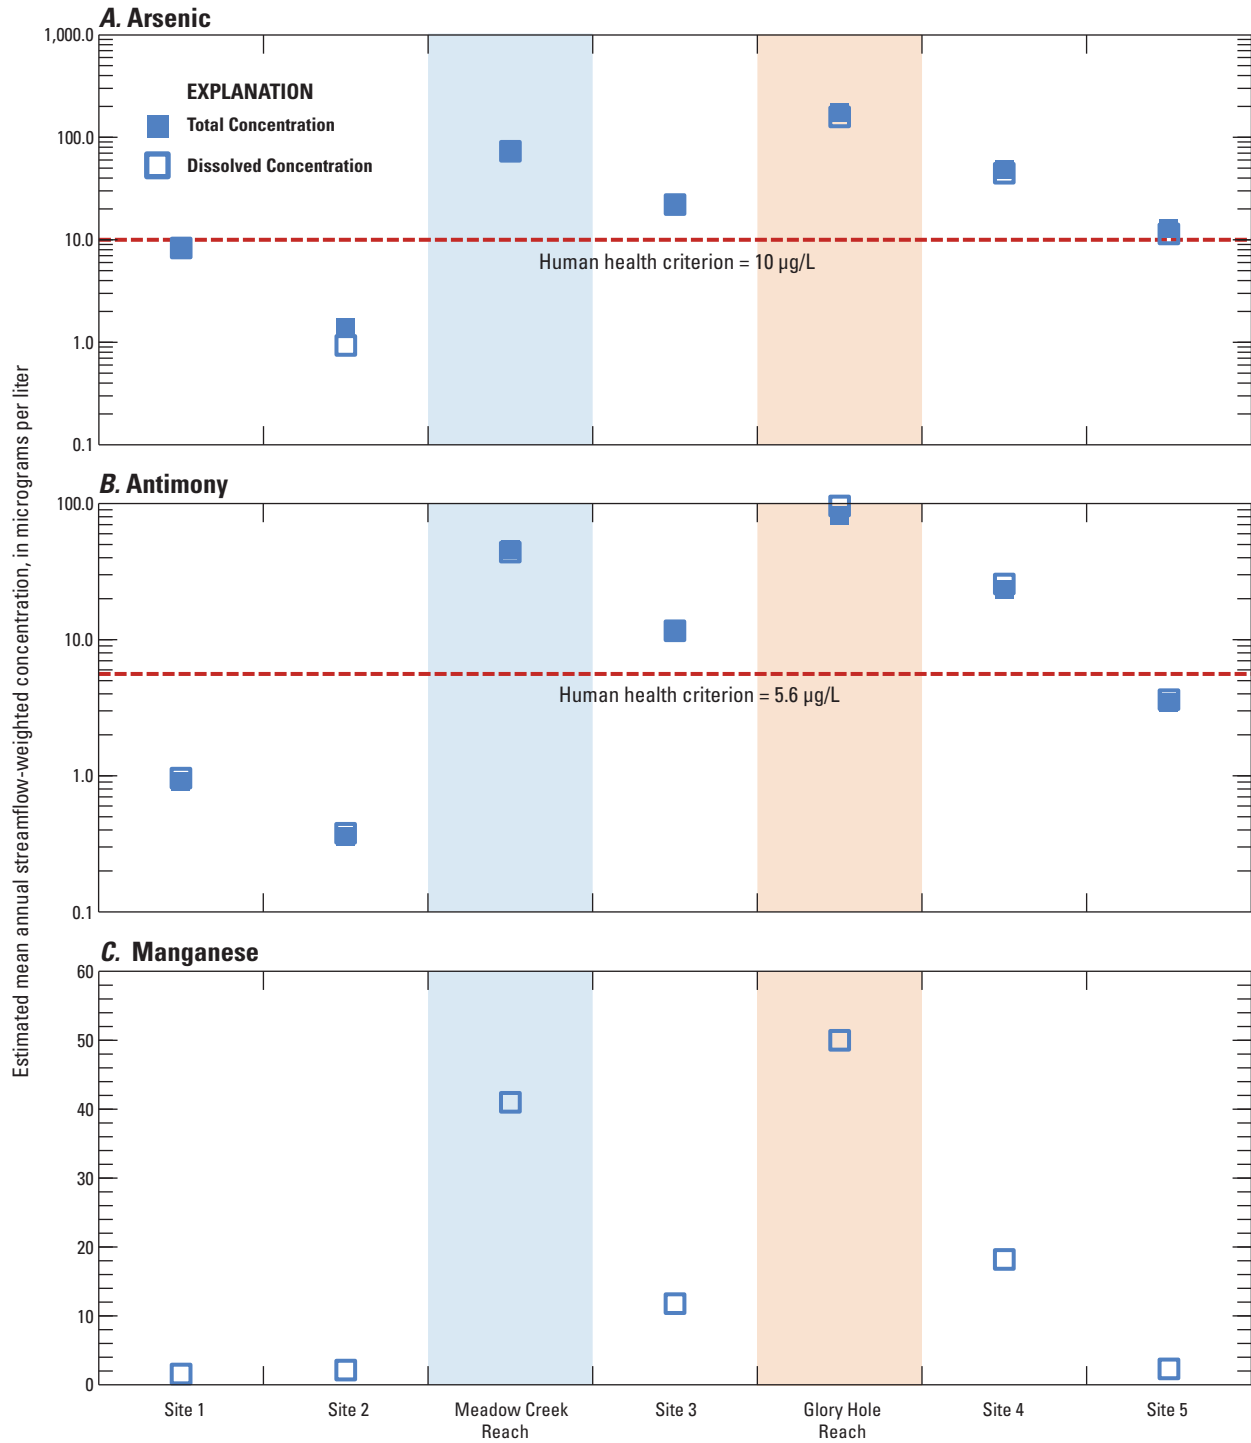 A. Arsenic
1,000.0
100.0
10.0
1.0
0.1
EXPLANATION
Total Concentration
Dissolved Concentration
Human health criterion = 10 µg/L
B. Antimony
100.0
10.0
1.0
0.1
Human health criterion = 5.6 µg/L
C. Manganese
60
50
40
30
20
10
0
Estimated mean annual streamflow-weighted concentration, in micrograms per liter
Site 1
Site 2
Meadow Creek
Reach
Site 3
Glory Hole
Reach
Site 4
Site 5